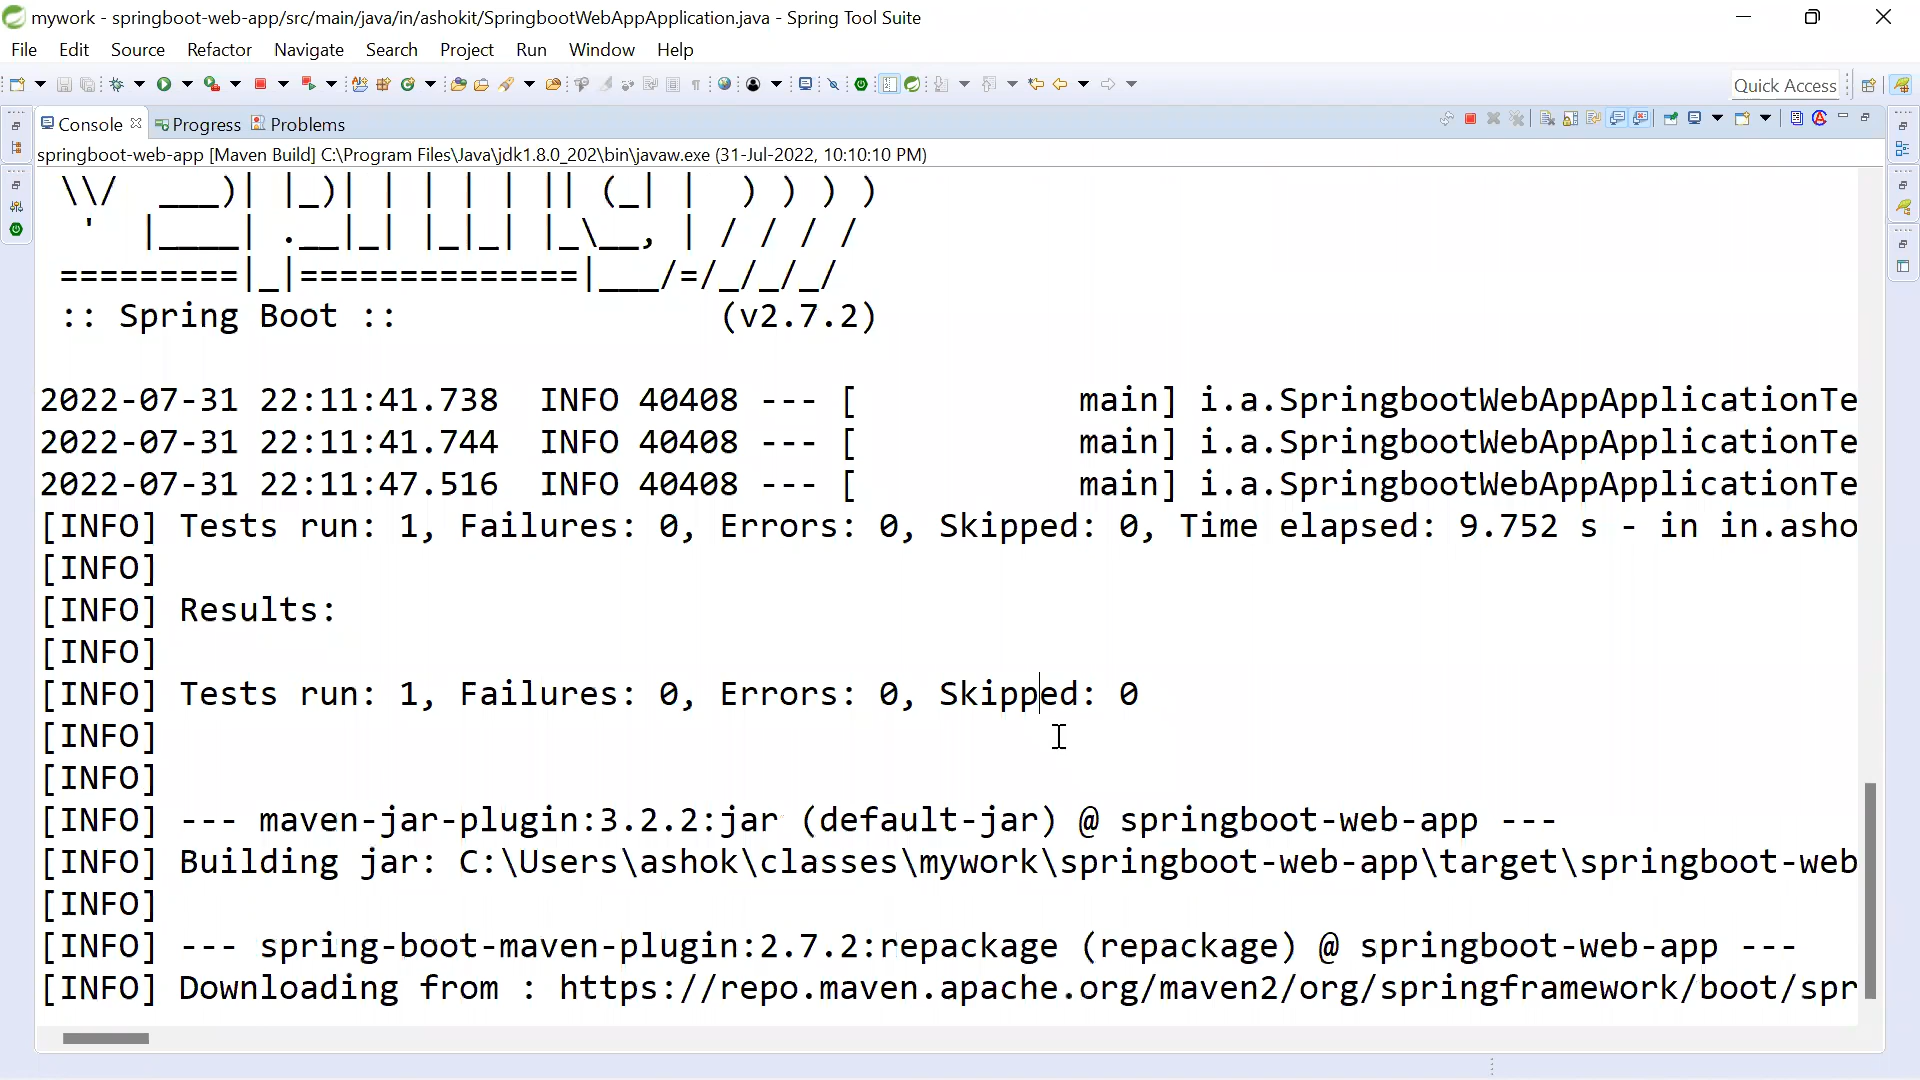 mywork - springboot-web-app/src/main/java/in/ashokit/SpringbootWebAppApplication.java - Spring Tool Suite
File Edit Source Refactor Navigate Search Project Run Window Help
Quick Access
Console Progress Problems
springboot-web-app [Maven Build] C:\Program Files\Java\jdk1.8.0_202\bin\javaw.exe (31-Jul-2022, 10:10:10 PM)
 \\/  ___)| |_)| | | | | || (_| |  ) ) ) )
  '  |____| .__|_| |_|_| |_\__, | / / / /
 =========|_|==============|___/=/_/_/_/
 :: Spring Boot ::                (v2.7.2)
2022-07-31 22:11:41.738  INFO 40408 --- [           main] i.a.SpringbootWebAppApplicationTe
2022-07-31 22:11:41.744  INFO 40408 --- [           main] i.a.SpringbootWebAppApplicationTe
2022-07-31 22:11:47.516  INFO 40408 --- [           main] i.a.SpringbootWebAppApplicationTe
[INFO] Tests run: 1, Failures: 0, Errors: 0, Skipped: 0, Time elapsed: 9.752 s - in in.asho
[INFO]
[INFO] Results:
[INFO]
[INFO] Tests run: 1, Failures: 0, Errors: 0, Skipped: 0
[INFO]
[INFO]
[INFO] --- maven-jar-plugin:3.2.2:jar (default-jar) @ springboot-web-app ---
[INFO] Building jar: C:\Users\ashok\classes\mywork\springboot-web-app\target\springboot-web
[INFO]
[INFO] --- spring-boot-maven-plugin:2.7.2:repackage (repackage) @ springboot-web-app ---
[INFO] Downloading from : https://repo.maven.apache.org/maven2/org/springframework/boot/spr